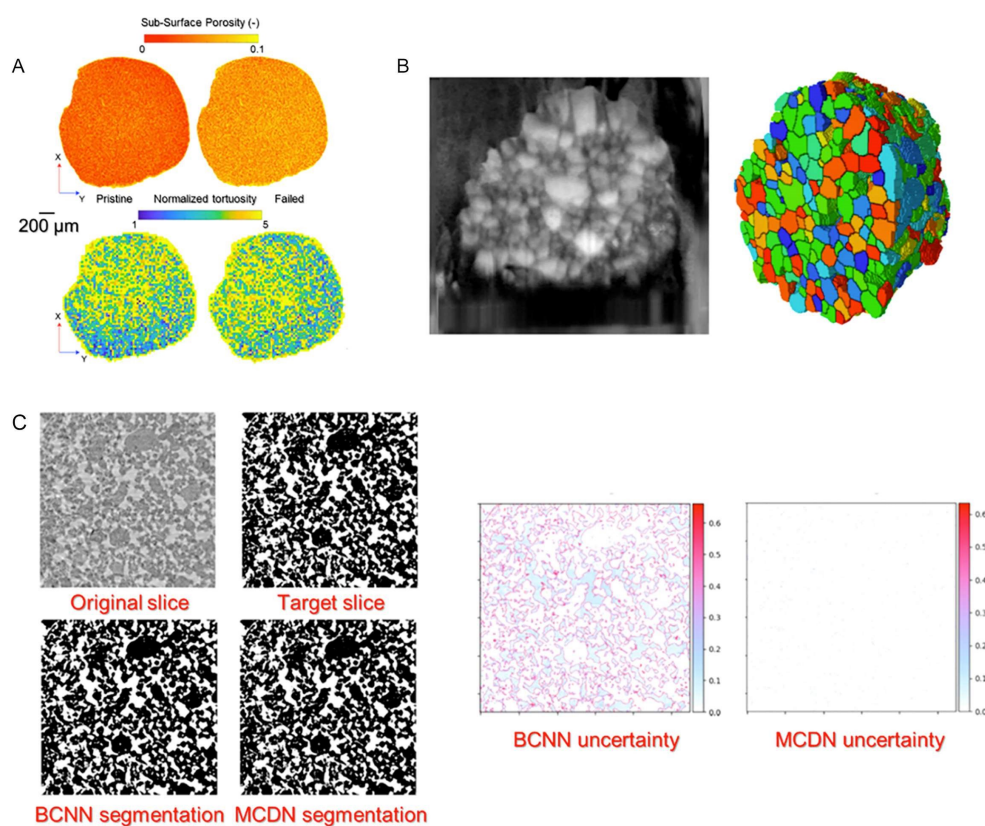 A
Sub-Surface Porosity (-)
0 0.1
X
Y
Pristine Normalized tortuosity Failed
200 µm
1 5
X
Y
B
C
Original slice
Target slice
BCNN segmentation
MCDN segmentation
0.6
0.5
0.4
0.3
0.2
0.1
0.0
BCNN uncertainty
0.6
0.5
0.4
0.3
0.2
0.1
0.0
MCDN uncertainty